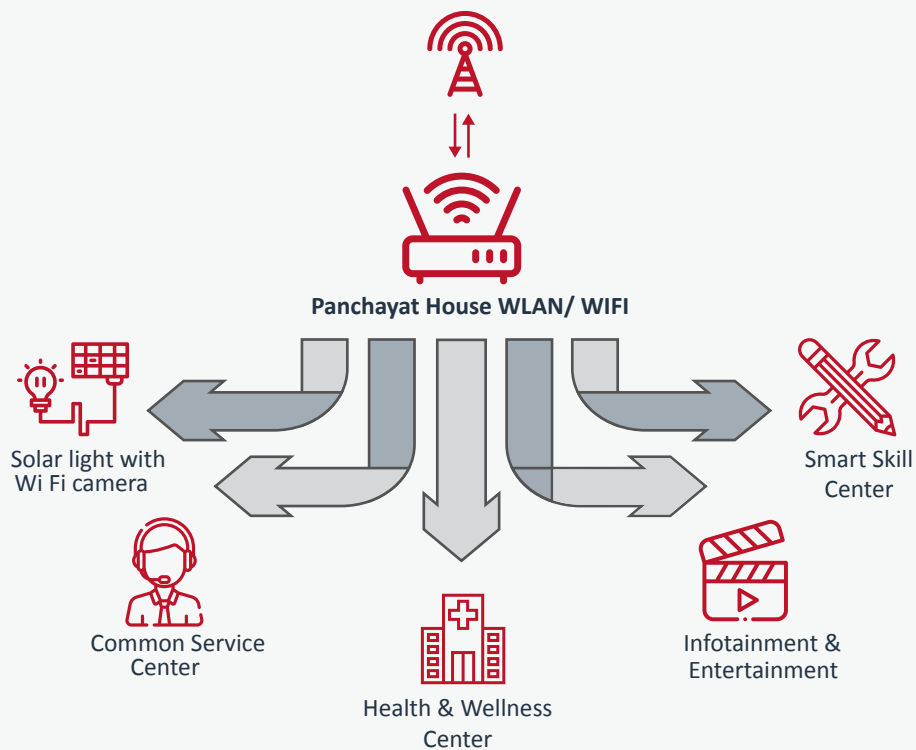 Panchayat House WLAN/ WIFI
Solar light with
Wi Fi camera
Smart Skill
Center
Common Service
Center
Infotainment &
Entertainment
Health & Wellness
Center